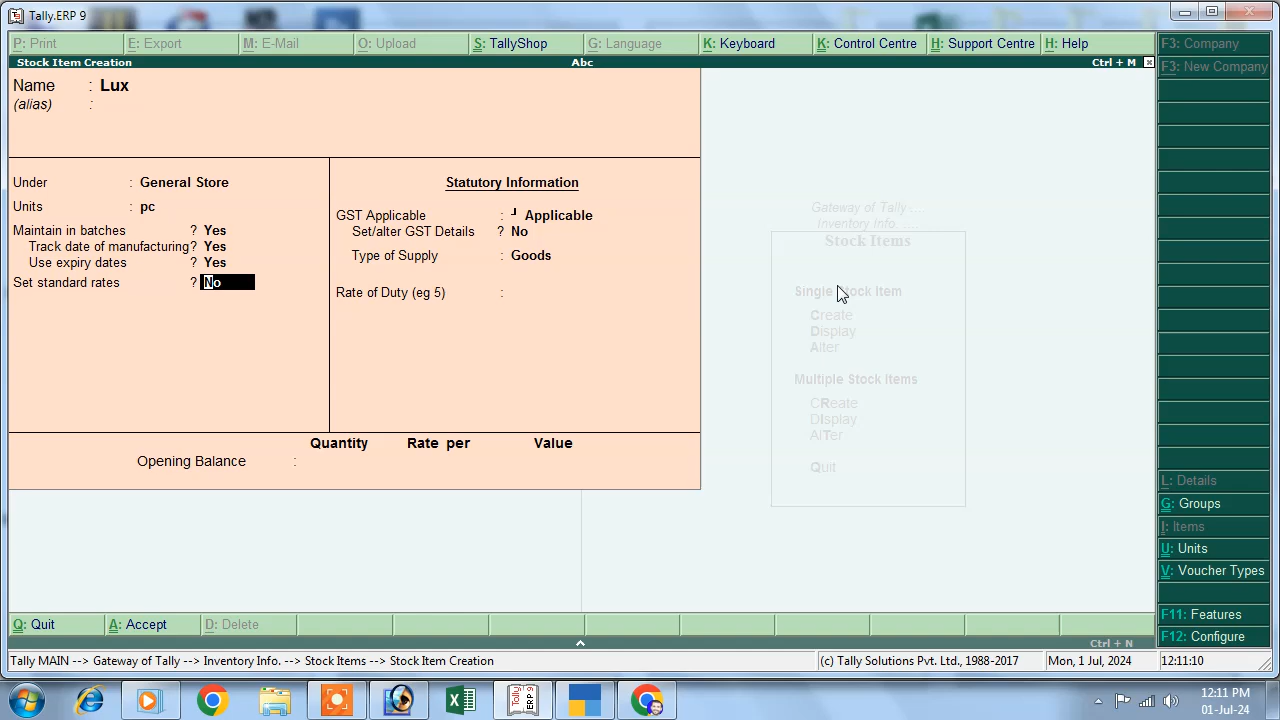 Tally.ERP 9
P: Print E: Export M: E-Mail O: Upload S: TallyShop G: Language K: Keyboard K: Control Centre H: Support Centre H: Help
F3: Company
F3: New Company
Stock Item Creation Abc Ctrl + M
Name : Lux
(alias) :
Under : General Store
Units : pc
Maintain in batches ? Yes
Track date of manufacturing ? Yes
Use expiry dates ? Yes
Set standard rates ? No
Statutory Information
GST Applicable : Applicable
Set/alter GST Details ? No
Type of Supply : Goods
Rate of Duty (eg 5) :
Quantity Rate per Value
Opening Balance :
Gateway of Tally ...
Inventory Info. ....
Stock Items
Single Stock Item
Create
Display
Alter
Multiple Stock Items
CReate
DIsplay
AlTer
Quit
L: Details
G: Groups
I: Items
U: Units
V: Voucher Types
F11: Features
F12: Configure
Q: Quit A: Accept D: Delete
Ctrl + N
Tally MAIN --> Gateway of Tally --> Inventory Info. --> Stock Items --> Stock Item Creation (c) Tally Solutions Pvt. Ltd., 1988-2017 Mon, 1 Jul, 2024 12:11:10
Tally ERP 9
12:11 PM
01-Jul-24